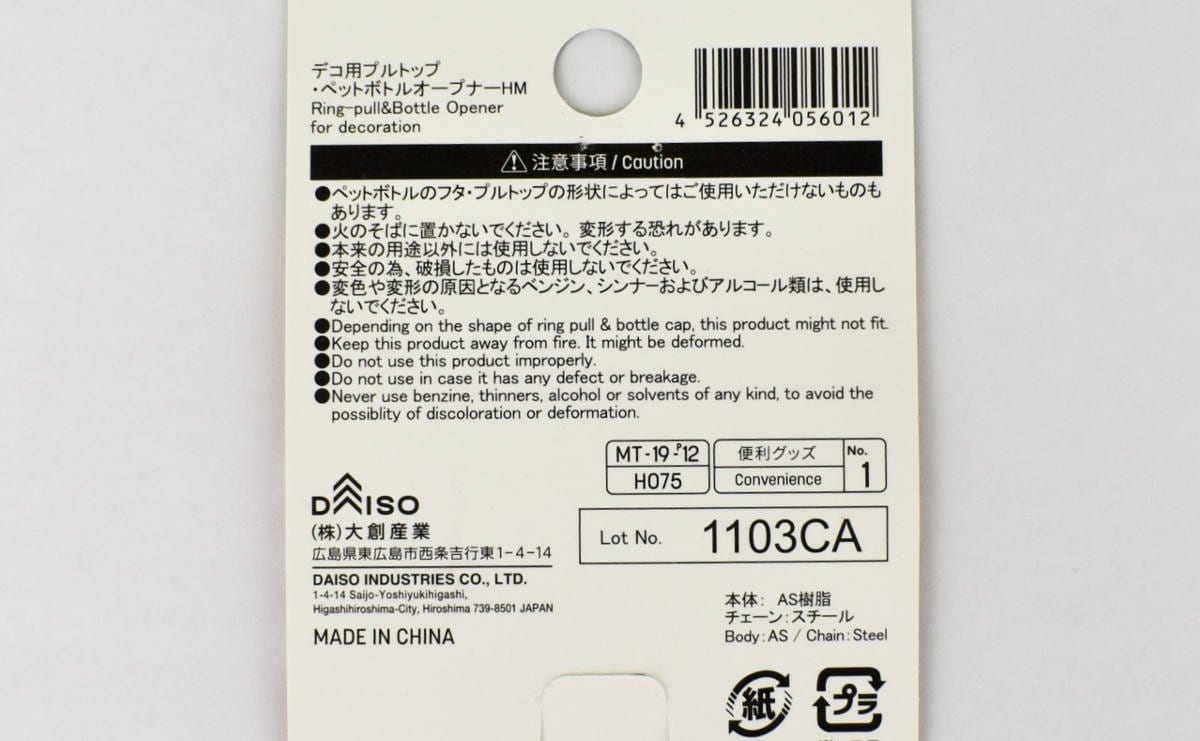 デコ用プルトップ
・ペットボトルオープナーHM
Ring-pull&Bottle Opener
for decoration
4 526324 056012
注意事項 / Caution
●ペットボトルのフタ・プルトップの形状によってはご使用いただけないものも
あります。
●火のそばに置かないでください。変形する恐れがあります。
●本来の用途以外には使用しないでください。
●安全の為、破損したものは使用しないでください。
●変色や変形の原因となるベンジン、シンナーおよびアルコール類は、使用し
ないでください。
●Depending on the shape of ring pull & bottle cap, this product might not fit.
●Keep this product away from fire. It might be deformed.
●Do not use this product improperly.
●Do not use in case it has any defect or breakage.
●Never use benzine, thinners, alcohol or solvents of any kind, to avoid the
possiblity of discoloration or deformation.
MT-19-P12
H075
便利グッズ
Convenience
No.
1
DAISO
(株)大創産業
広島県東広島市西条吉行東1-4-14
DAISO INDUSTRIES CO., LTD.
1-4-14 Saijo-Yoshiyukihigashi,
Higashihiroshima-City, Hiroshima 739-8501 JAPAN
MADE IN CHINA
Lot No. 1103CA
本体: AS樹脂
チェーン:スチール
Body:AS / Chain:Steel
紙
プラ